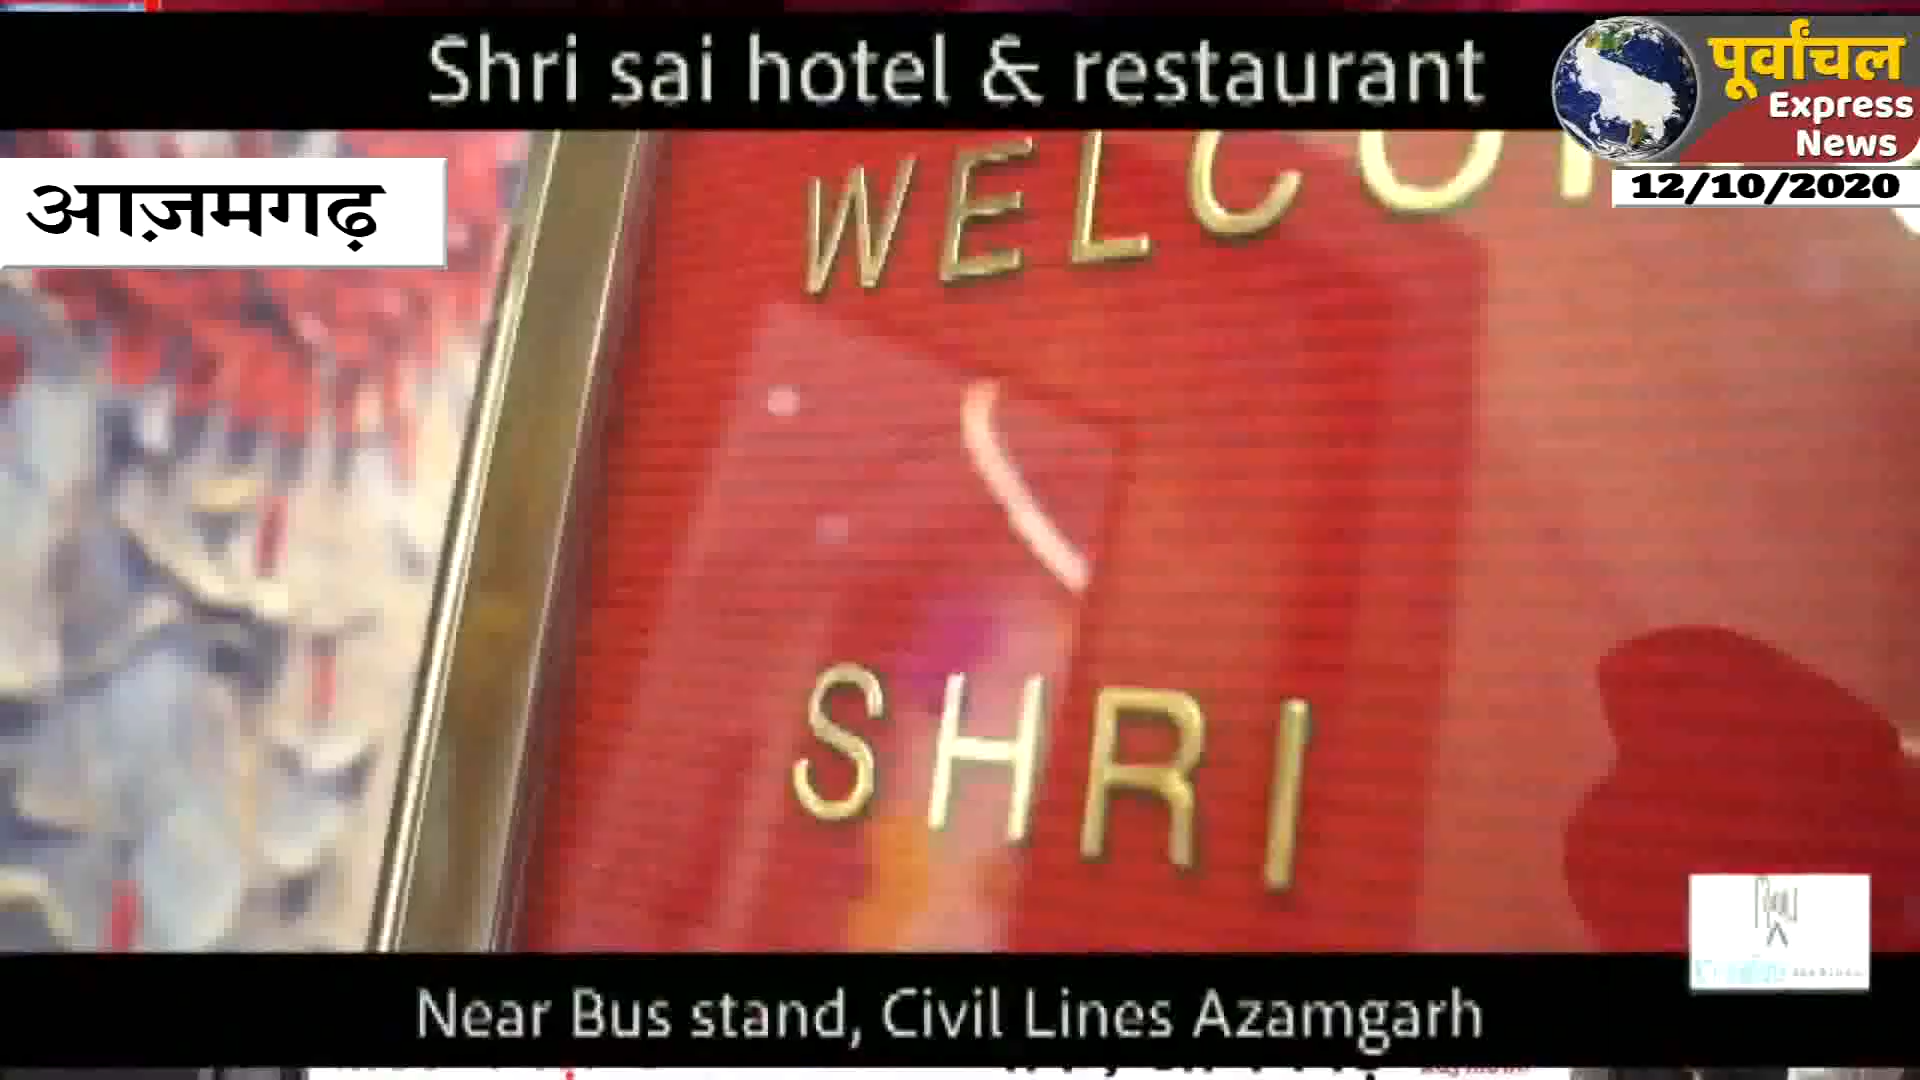 Shri sai hotel & restaurant
पूर्वांचल
Express
News
12/10/2020
आज़मगढ़
WELCO
SHRI
Near Bus stand, Civil Lines Azamgarh